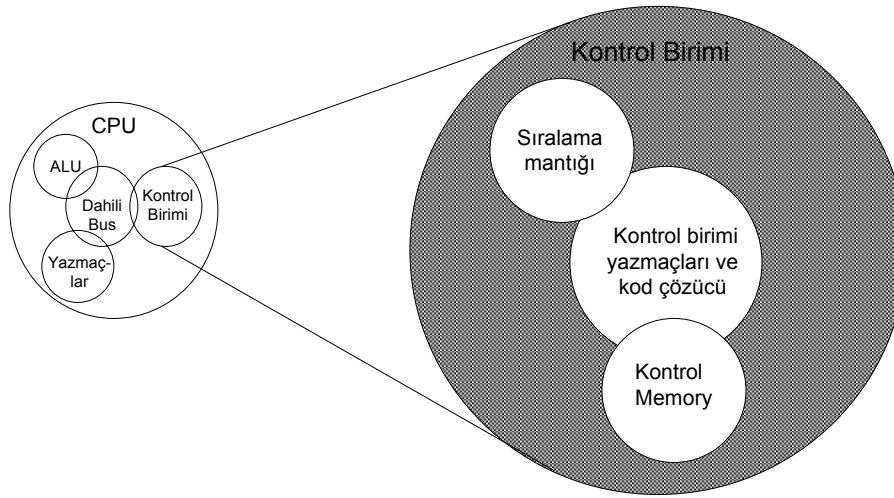 CPU
ALU
Dahili
Bus
Kontrol
Birimi
Yazmaç-
lar
Kontrol Birimi
Sıralama
mantığı
Kontrol birimi
yazmaçları ve
kod çözücü
Kontrol
Memory